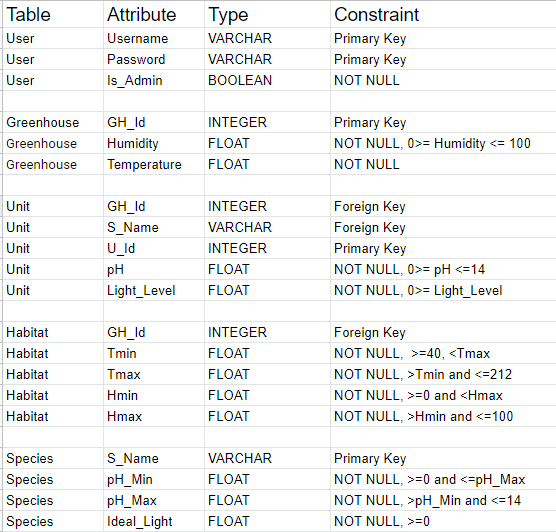 Table Attribute Type Constraint
User Username VARCHAR Primary Key
User Password VARCHAR Primary Key
User Is_Admin BOOLEAN NOT NULL
Greenhouse GH_Id INTEGER Primary Key
Greenhouse Humidity FLOAT NOT NULL, 0>= Humidity <= 100
Greenhouse Temperature FLOAT NOT NULL
Unit GH_Id INTEGER Foreign Key
Unit S_Name VARCHAR Foreign Key
Unit U_Id INTEGER Primary Key
Unit pH FLOAT NOT NULL, 0>= pH <=14
Unit Light_Level FLOAT NOT NULL, 0>= Light_Level
Habitat GH_Id INTEGER Foreign Key
Habitat Tmin FLOAT NOT NULL, >=40, <Tmax
Habitat Tmax FLOAT NOT NULL, >Tmin and <=212
Habitat Hmin FLOAT NOT NULL, >=0 and <Hmax
Habitat Hmax FLOAT NOT NULL, >Hmin and <=100
Species S_Name VARCHAR Primary Key
Species pH_Min FLOAT NOT NULL, >=0 and <=pH_Max
Species pH_Max FLOAT NOT NULL, >pH_Min and <=14
Species Ideal_Light FLOAT NOT NULL, >=0